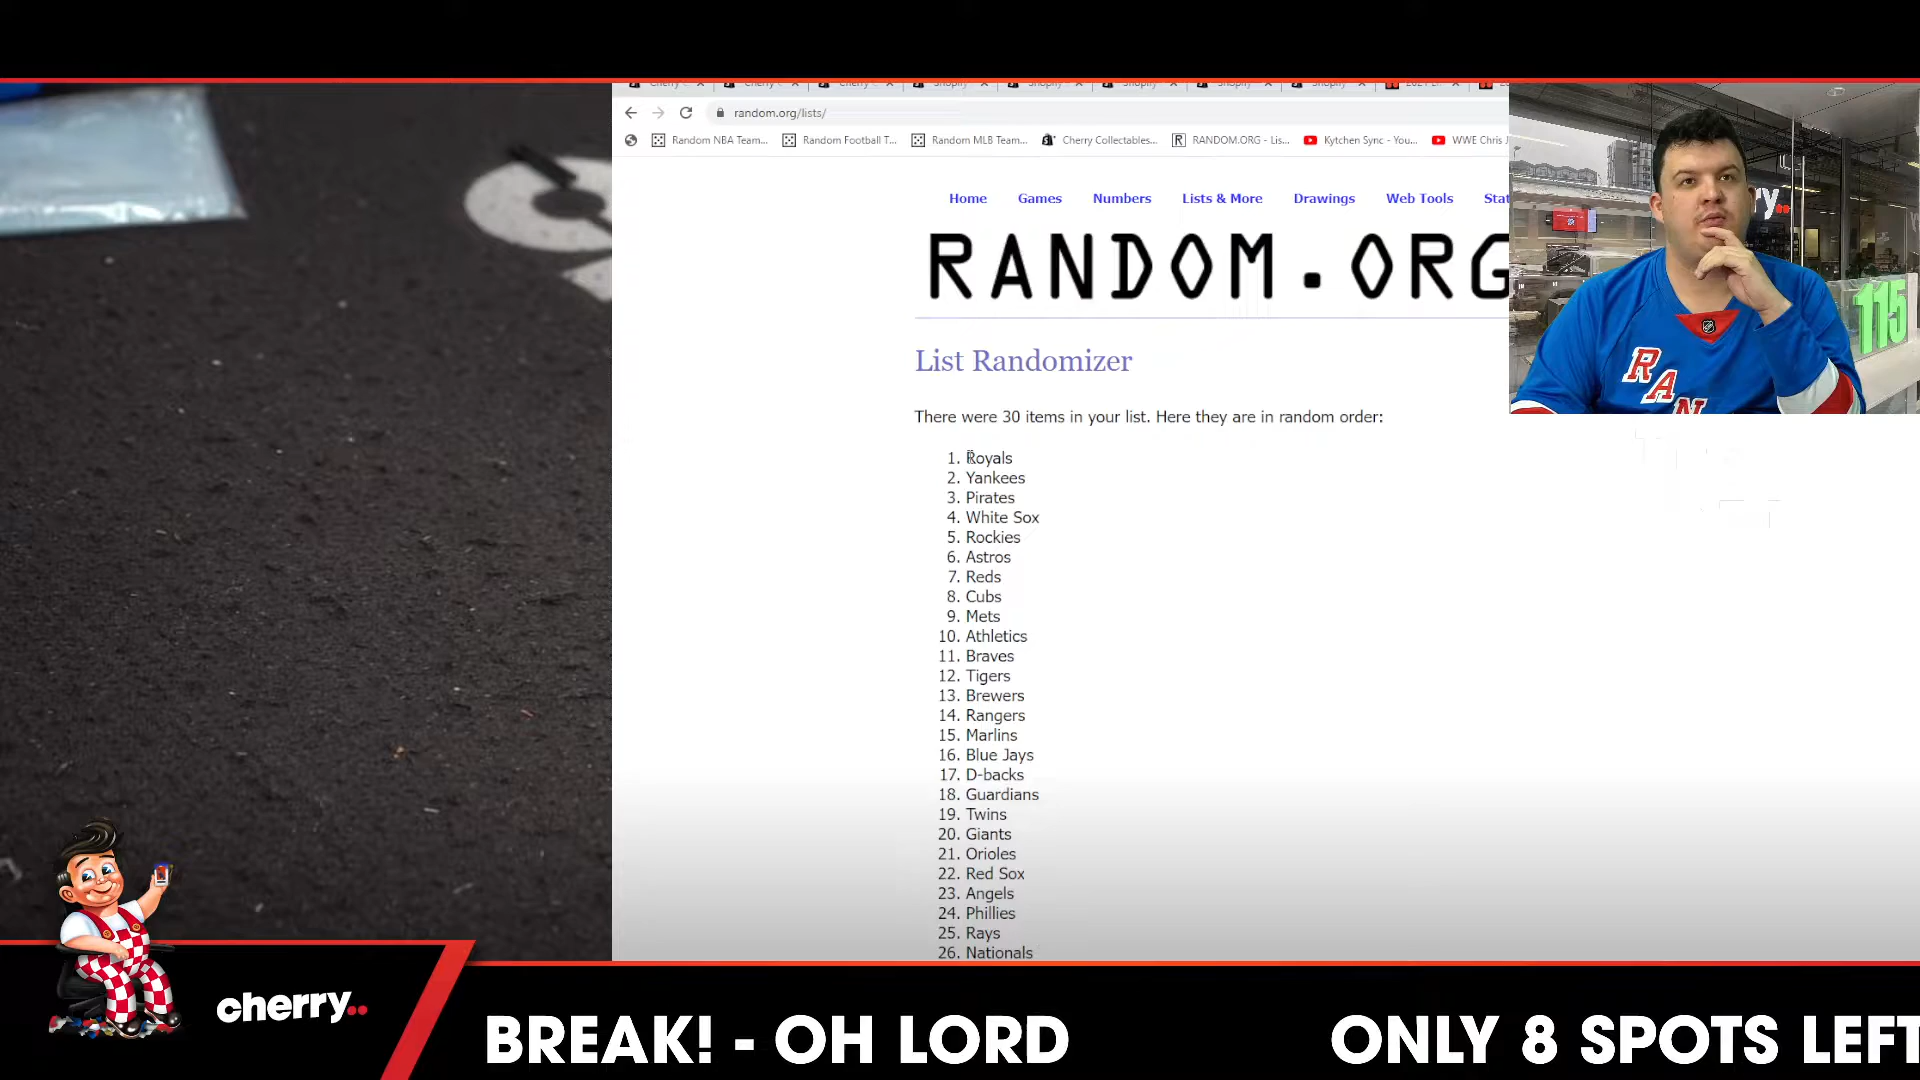 random.org/lists/
Random NBA Team... Random Football T... Random MLB Team... Cherry Collectables... RANDOM.ORG - Lis... Kytchen Sync - You... WWE Chris J
Home Games Numbers Lists & More Drawings Web Tools Stat
RANDOM.ORG
List Randomizer
There were 30 items in your list. Here they are in random order:
1. Royals
2. Yankees
3. Pirates
4. White Sox
5. Rockies
6. Astros
7. Reds
8. Cubs
9. Mets
10. Athletics
11. Braves
12. Tigers
13. Brewers
14. Rangers
15. Marlins
16. Blue Jays
17. D-backs
18. Guardians
19. Twins
20. Giants
21. Orioles
22. Red Sox
23. Angels
24. Phillies
25. Rays
26. Nationals
RAN
115
cherry..
BREAK! - OH LORD ONLY 8 SPOTS LEFT